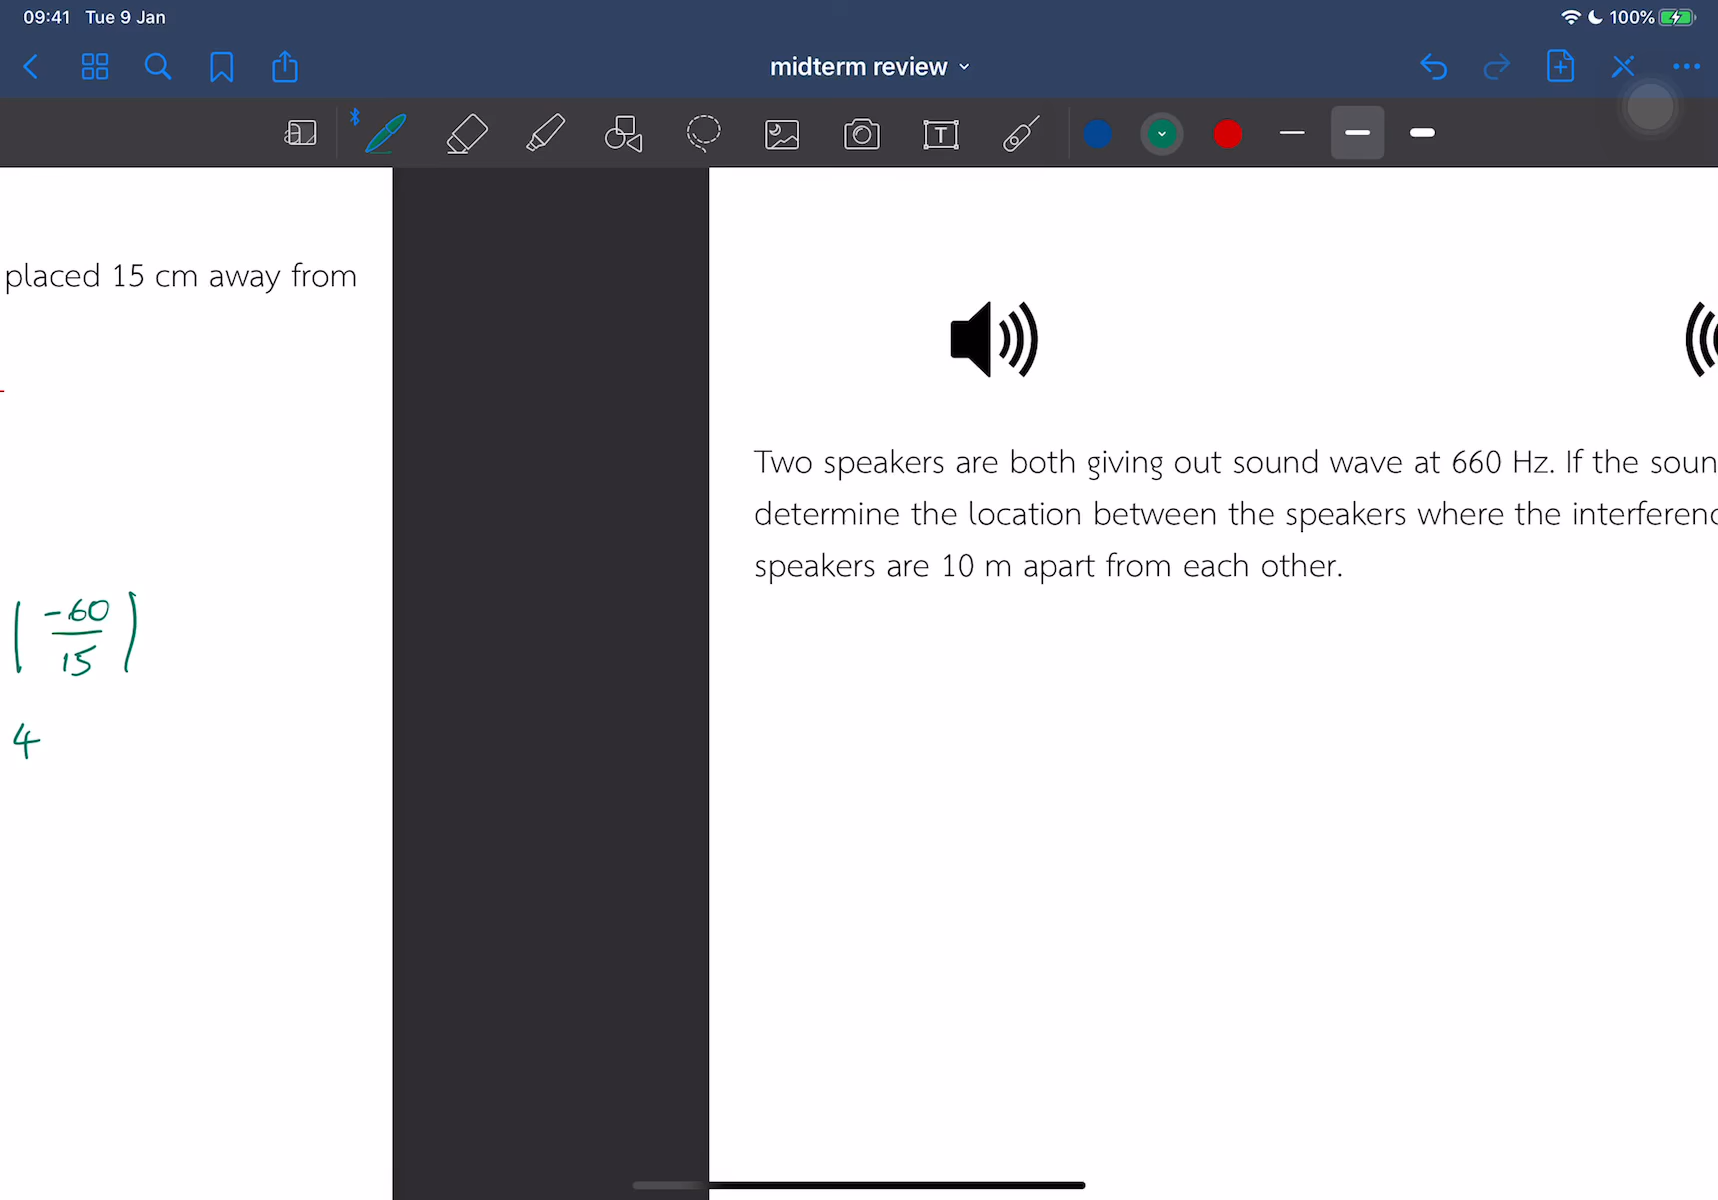 09:41 Tue 9 Jan
100%
midterm review
T
placed 15 cm away from
Two speakers are both giving out sound wave at 660 Hz. If the soun
determine the location between the speakers where the interferenc
speakers are 10 m apart from each other.
(-60
15)
4